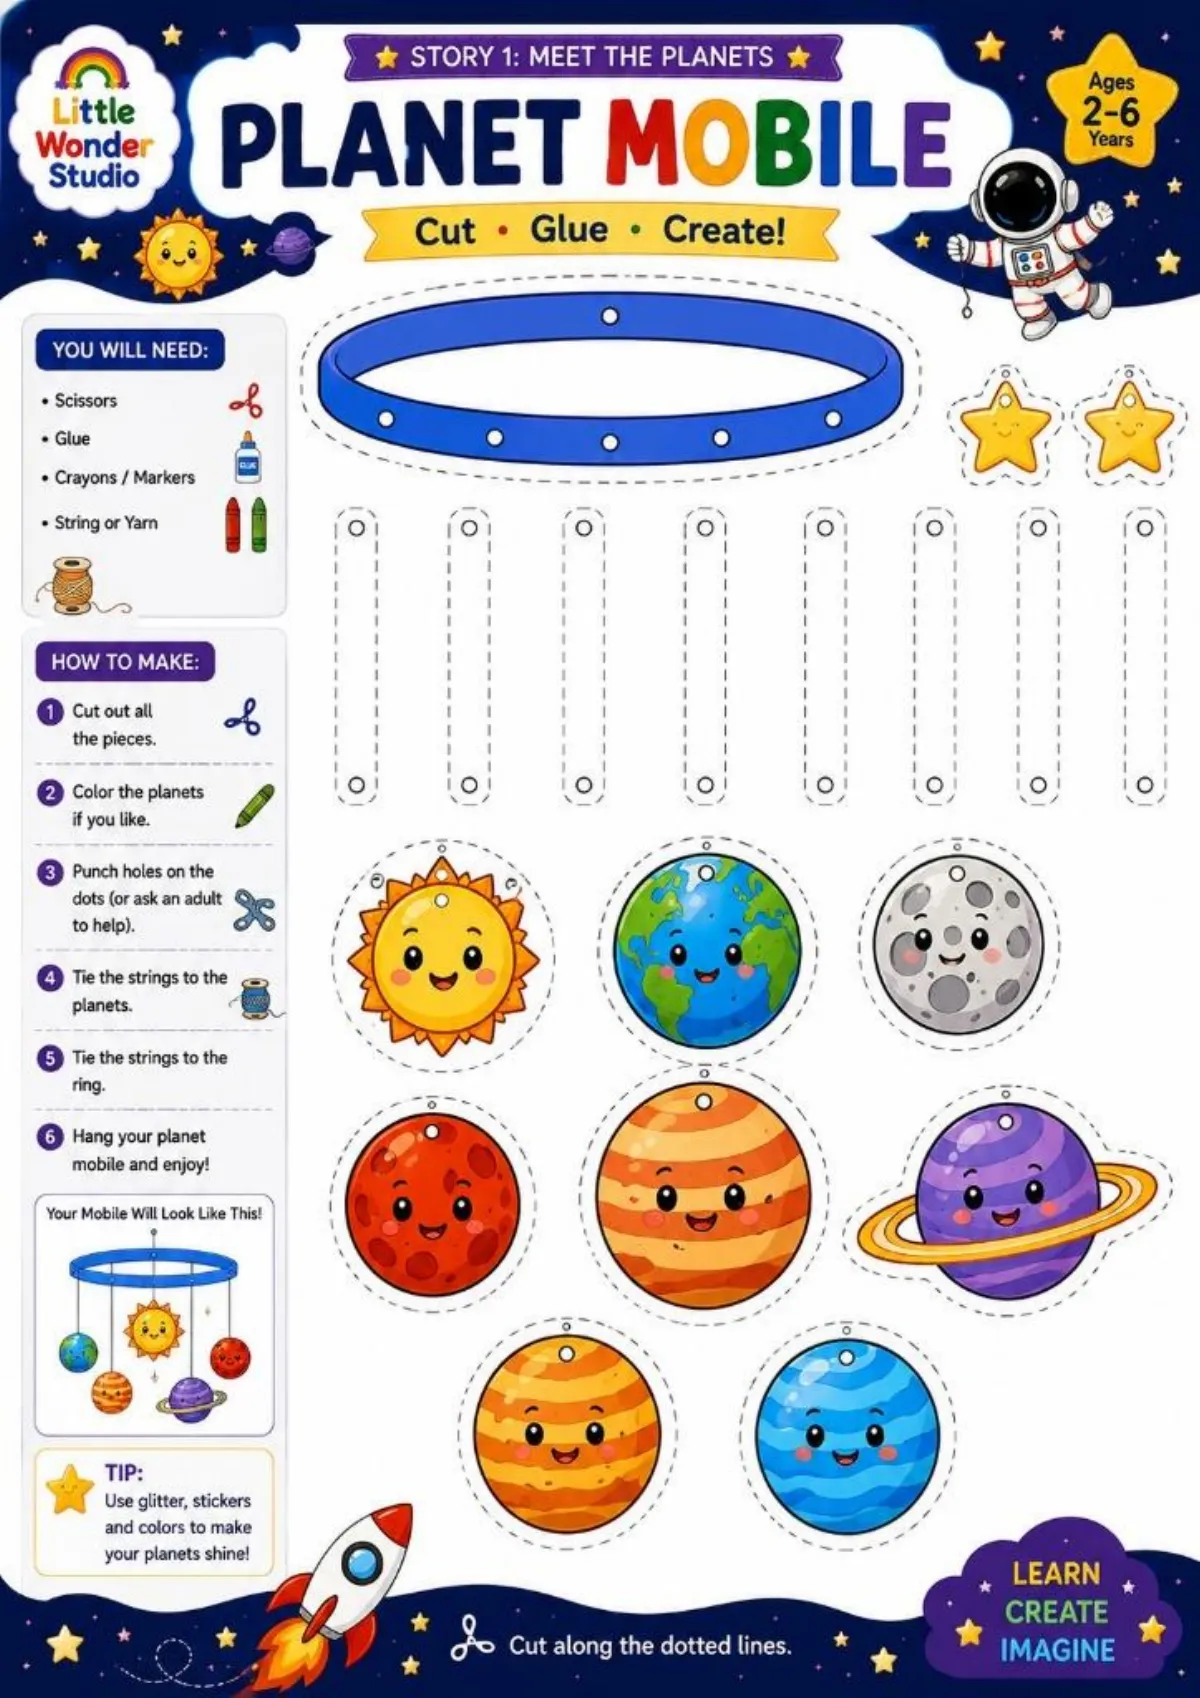 Little
Wonder
Studio
STORY 1: MEET THE PLANETS
PLANET MOBILE
Cut • Glue • Create!
Ages
2-6
Years
YOU WILL NEED:
• Scissors
• Glue
GLUE
• Crayons / Markers
• String or Yarn
HOW TO MAKE:
1 Cut out all
the pieces.
2 Color the planets
if you like.
3 Punch holes on the
dots (or ask an adult
to help).
4 Tie the strings to the
planets.
5 Tie the strings to the
ring.
6 Hang your planet
mobile and enjoy!
Your Mobile Will Look Like This!
TIP:
Use glitter, stickers
and colors to make
your planets shine!
Cut along the dotted lines.
LEARN
CREATE
IMAGINE